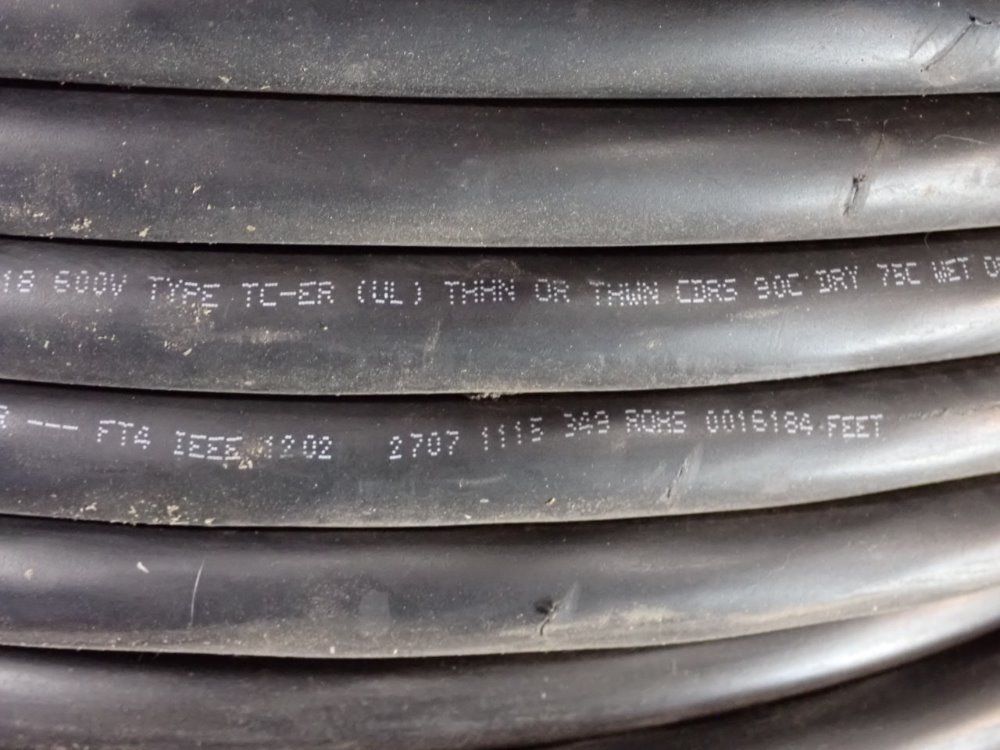 18 600V TYPE TC-ER (UL) THHN OR THWN CDRS 90C DRY 75C WET OR
R --- FT4 IEEE 1202 2707 1115 349 ROHS 0016184 FEET